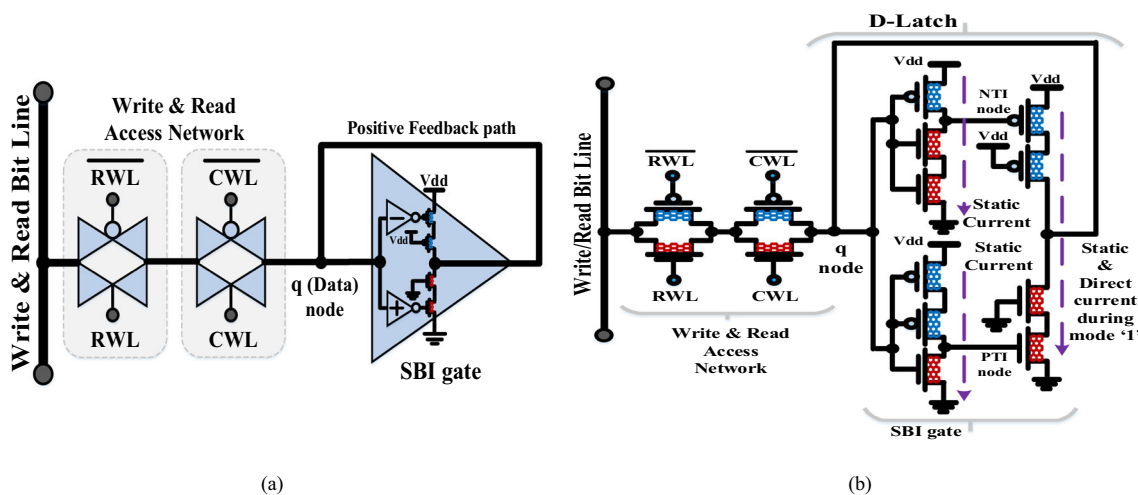 Write & Read Bit Line
Write & Read
Access Network
RWL
CWL
RWL
CWL
q (Data)
node
Positive Feedback path
Vdd
Vdd
−
+
SBI gate
(a)
D-Latch
Write/Read Bit Line
RWL
CWL
RWL
CWL
Write & Read
Access
Network
q
node
Vdd
NTI
node
Vdd
Vdd
Static
Current
Vdd
Static
Current
PTI
node
Static
&
Direct
current
during
mode ‘1’
SBI gate
(b)